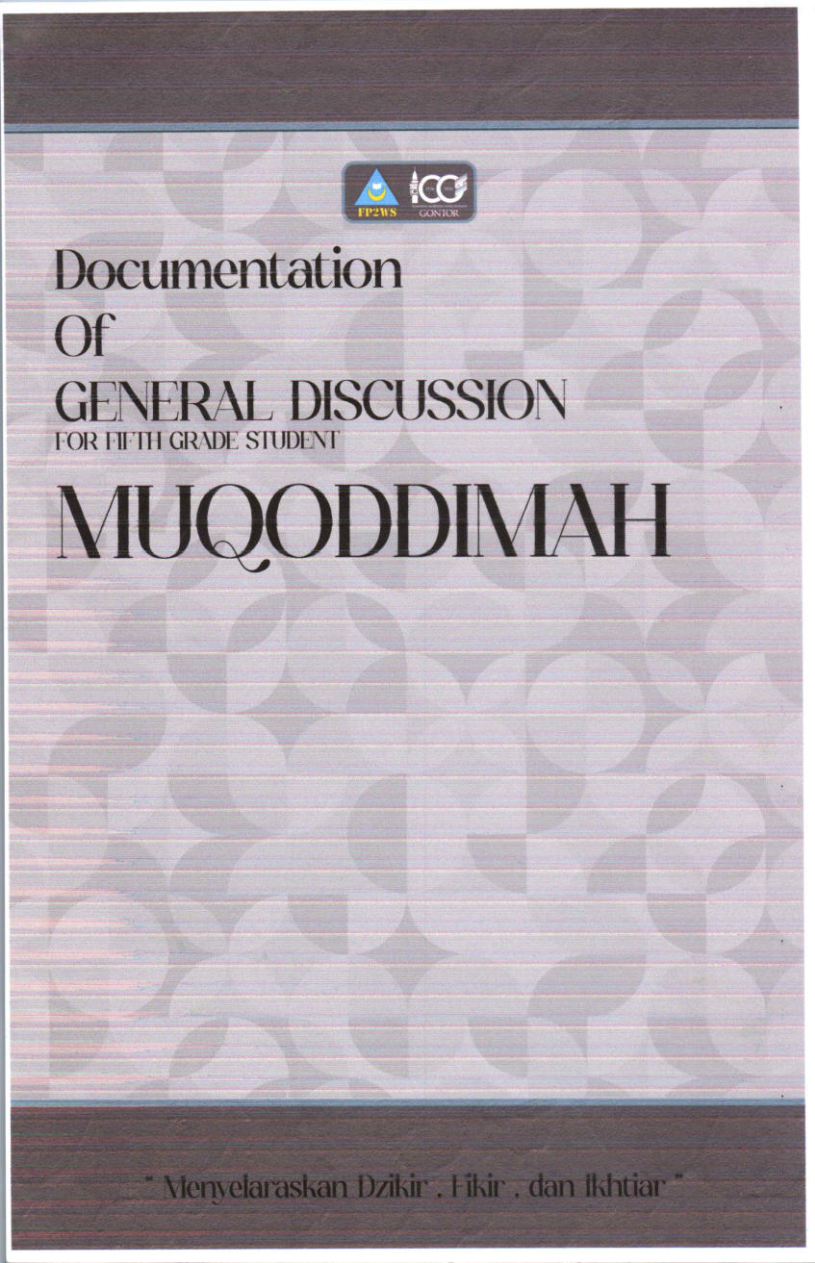 FP2WS
GONTOR
Documentation
Of
GENERAL DISCUSSION
FOR FIFTH GRADE STUDENT
MUQODDIMAH
" Menyelaraskan Dzikir , Fikir , dan Ikhtiar "